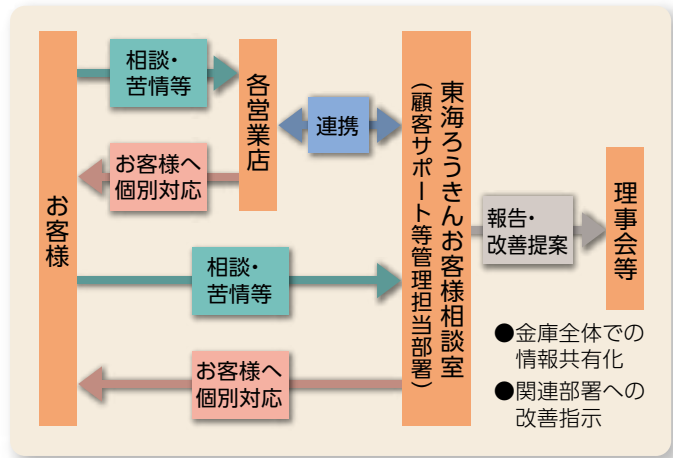 お客様
相談・
苦情等
各営業店
お客様へ
個別対応
連携
東海ろうきんお客様相談室
（顧客サポート等管理担当部署）
相談・
苦情等
お客様へ
個別対応
報告・
改善提案
理事会等
●金庫全体での
情報共有化
●関連部署への
改善指示